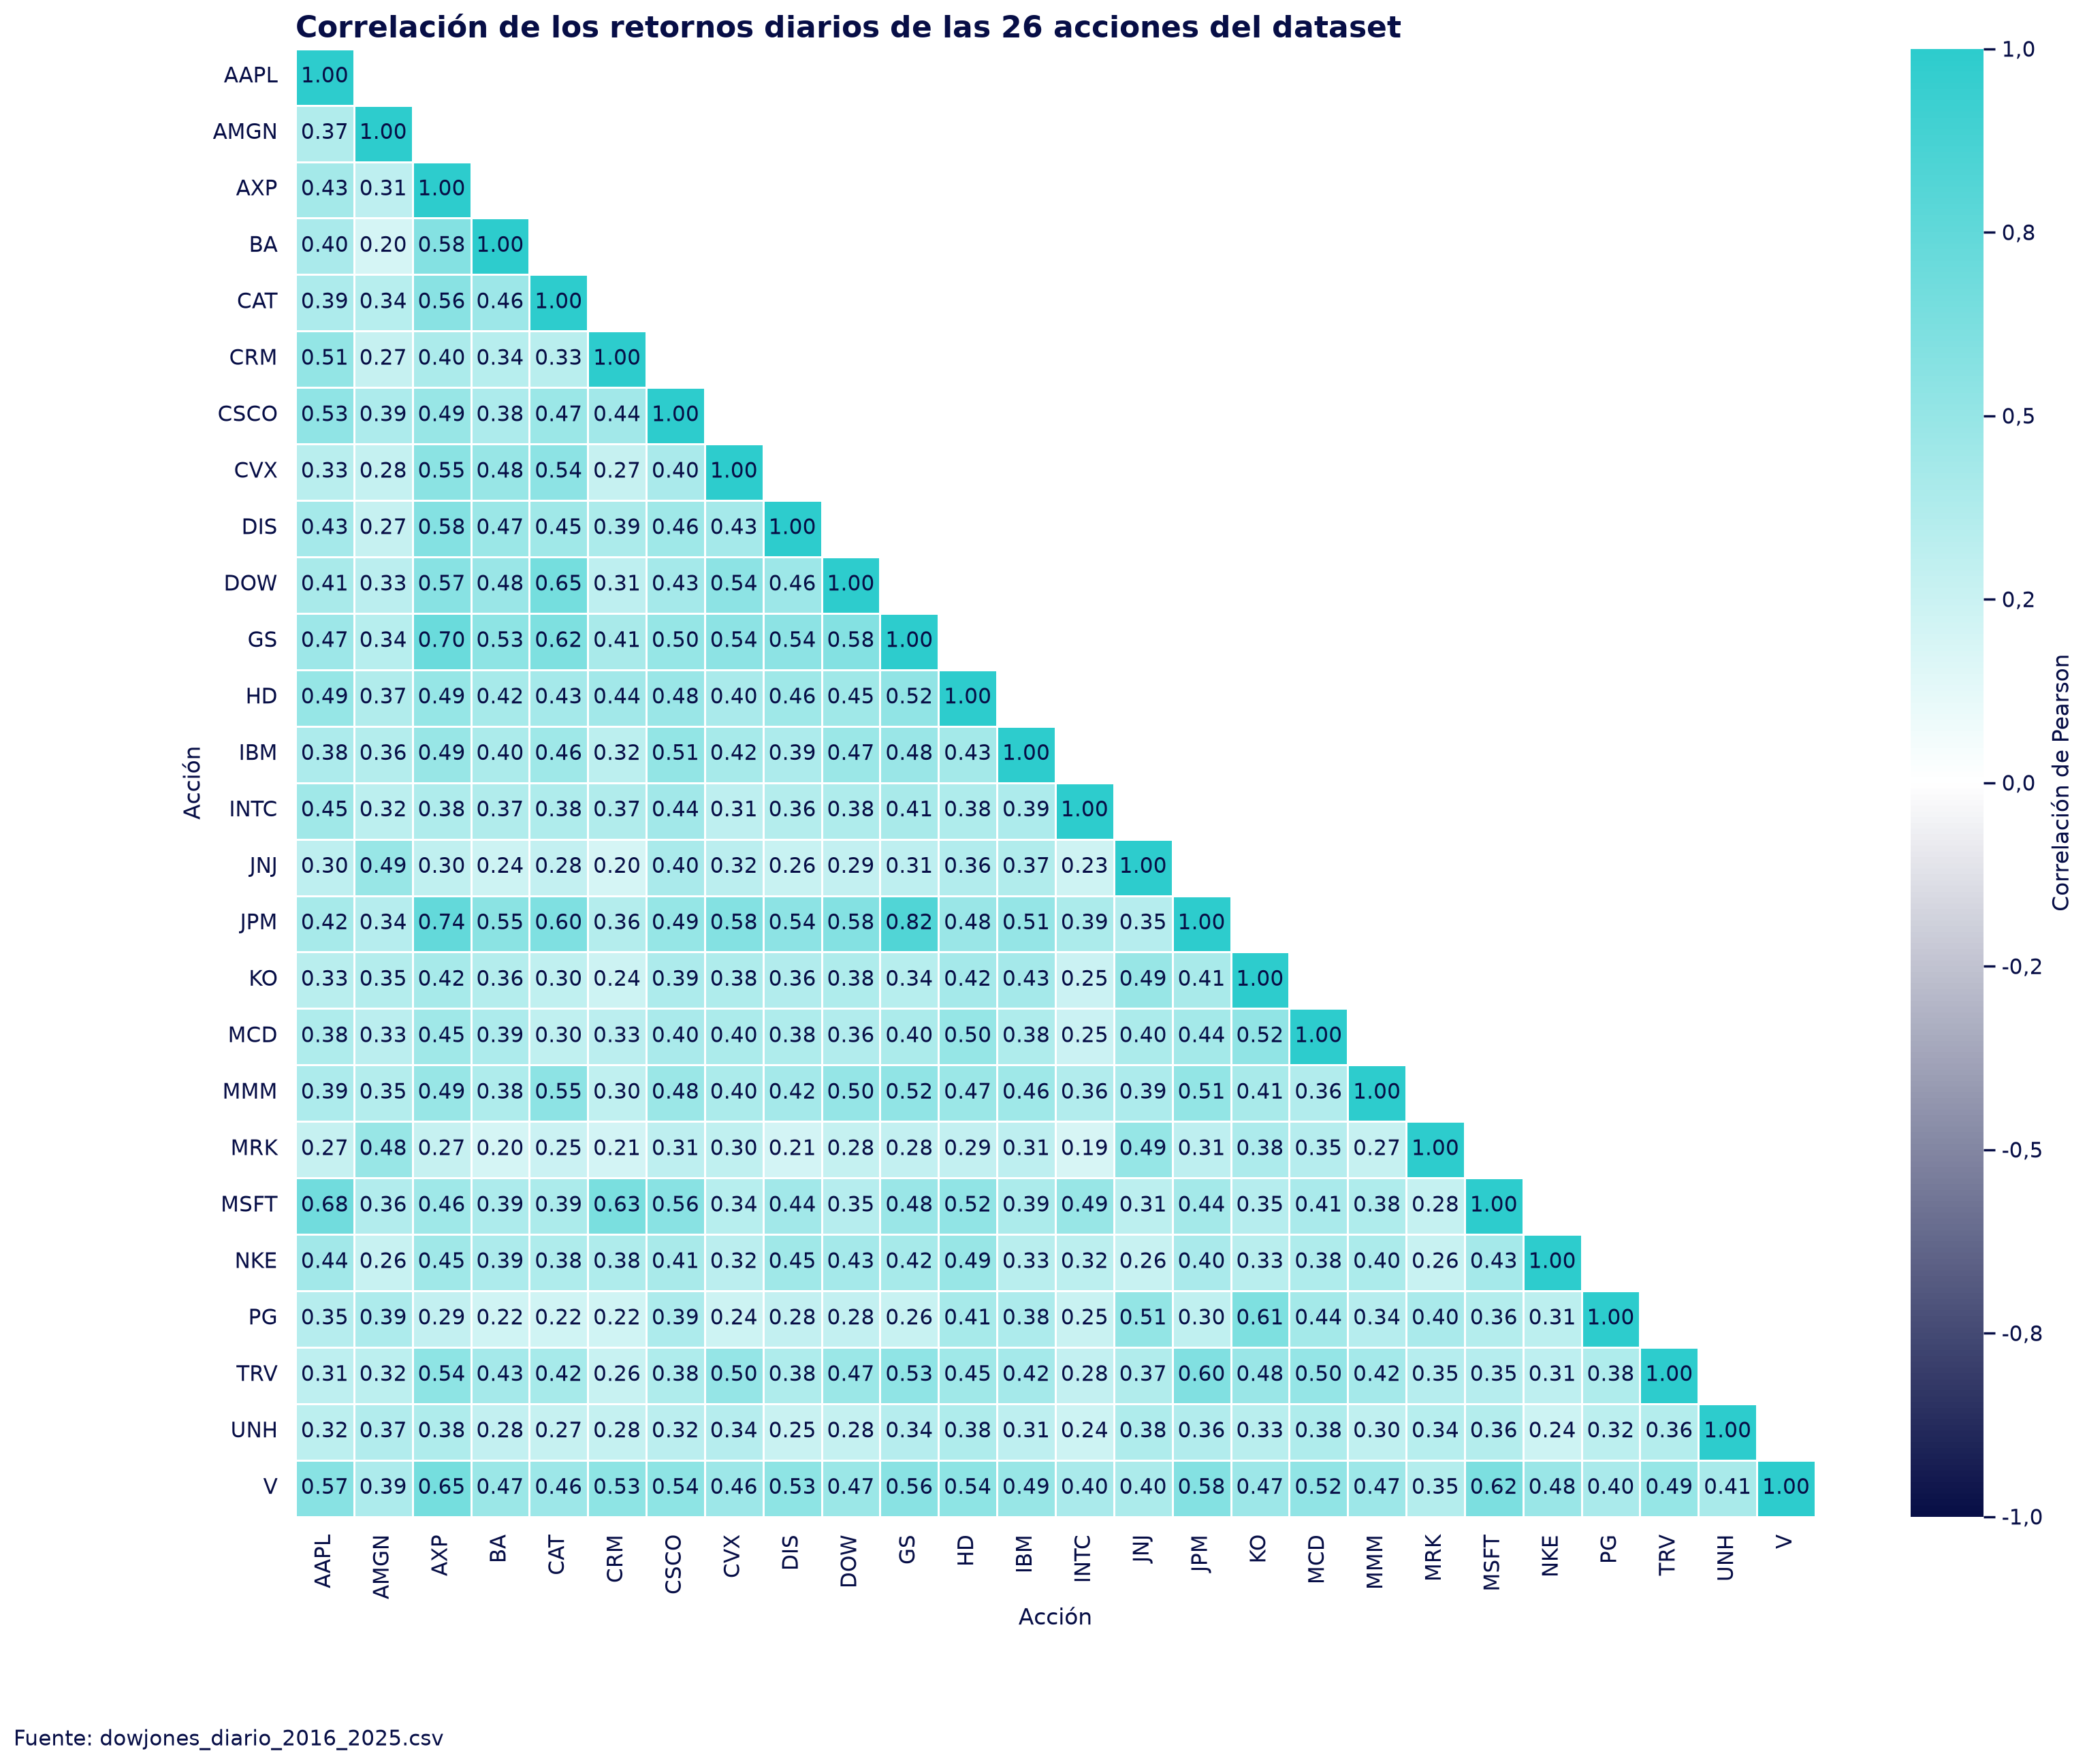 Correlación de los retornos diarios de las 26 acciones del dataset
AAPL 1.00
AMGN 0.37 1.00
AXP 0.43 0.31 1.00
BA 0.40 0.20 0.58 1.00
CAT 0.39 0.34 0.56 0.46 1.00
CRM 0.51 0.27 0.40 0.34 0.33 1.00
CSCO 0.53 0.39 0.49 0.38 0.47 0.44 1.00
CVX 0.33 0.28 0.55 0.48 0.54 0.27 0.40 1.00
DIS 0.43 0.27 0.58 0.47 0.45 0.39 0.46 0.43 1.00
DOW 0.41 0.33 0.57 0.48 0.65 0.31 0.43 0.54 0.46 1.00
GS 0.47 0.34 0.70 0.53 0.62 0.41 0.50 0.54 0.54 0.58 1.00
HD 0.49 0.37 0.49 0.42 0.43 0.44 0.48 0.40 0.46 0.45 0.52 1.00
IBM 0.38 0.36 0.49 0.40 0.46 0.32 0.51 0.42 0.39 0.47 0.48 0.43 1.00
INTC 0.45 0.32 0.38 0.37 0.38 0.37 0.44 0.31 0.36 0.38 0.41 0.38 0.39 1.00
JNJ 0.30 0.49 0.30 0.24 0.28 0.20 0.40 0.32 0.26 0.29 0.31 0.36 0.37 0.23 1.00
JPM 0.42 0.34 0.74 0.55 0.60 0.36 0.49 0.58 0.54 0.58 0.82 0.48 0.51 0.39 0.35 1.00
KO 0.33 0.35 0.42 0.36 0.30 0.24 0.39 0.38 0.36 0.38 0.34 0.42 0.43 0.25 0.49 0.41 1.00
MCD 0.38 0.33 0.45 0.39 0.30 0.33 0.40 0.40 0.38 0.36 0.40 0.50 0.38 0.25 0.40 0.44 0.52 1.00
MMM 0.39 0.35 0.49 0.38 0.55 0.30 0.48 0.40 0.42 0.50 0.52 0.47 0.46 0.36 0.39 0.51 0.41 0.36 1.00
MRK 0.27 0.48 0.27 0.20 0.25 0.21 0.31 0.30 0.21 0.28 0.28 0.29 0.31 0.19 0.49 0.31 0.38 0.35 0.27 1.00
MSFT 0.68 0.36 0.46 0.39 0.39 0.63 0.56 0.34 0.44 0.35 0.48 0.52 0.39 0.49 0.31 0.44 0.35 0.41 0.38 0.28 1.00
NKE 0.44 0.26 0.45 0.39 0.38 0.38 0.41 0.32 0.45 0.43 0.42 0.49 0.33 0.32 0.26 0.40 0.33 0.38 0.40 0.26 0.43 1.00
PG 0.35 0.39 0.29 0.22 0.22 0.22 0.39 0.24 0.28 0.28 0.26 0.41 0.38 0.25 0.51 0.30 0.61 0.44 0.34 0.40 0.36 0.31 1.00
TRV 0.31 0.32 0.54 0.43 0.42 0.26 0.38 0.50 0.38 0.47 0.53 0.45 0.42 0.28 0.37 0.60 0.48 0.50 0.42 0.35 0.35 0.31 0.38 1.00
UNH 0.32 0.37 0.38 0.28 0.27 0.28 0.32 0.34 0.25 0.28 0.34 0.38 0.31 0.24 0.38 0.36 0.33 0.38 0.30 0.34 0.36 0.24 0.32 0.36 1.00
V 0.57 0.39 0.65 0.47 0.46 0.53 0.54 0.46 0.53 0.47 0.56 0.54 0.49 0.40 0.40 0.58 0.47 0.52 0.47 0.35 0.62 0.48 0.40 0.49 0.41 1.00
Acción
AAPL AMGN AXP BA CAT CRM CSCO CVX DIS DOW GS HD IBM INTC JNJ JPM KO MCD MMM MRK MSFT NKE PG TRV UNH V
Acción
1,0
0,8
0,5
0,2
0,0
-0,2
-0,5
-0,8
-1,0
Correlación de Pearson
Fuente: dowjones_diario_2016_2025.csv